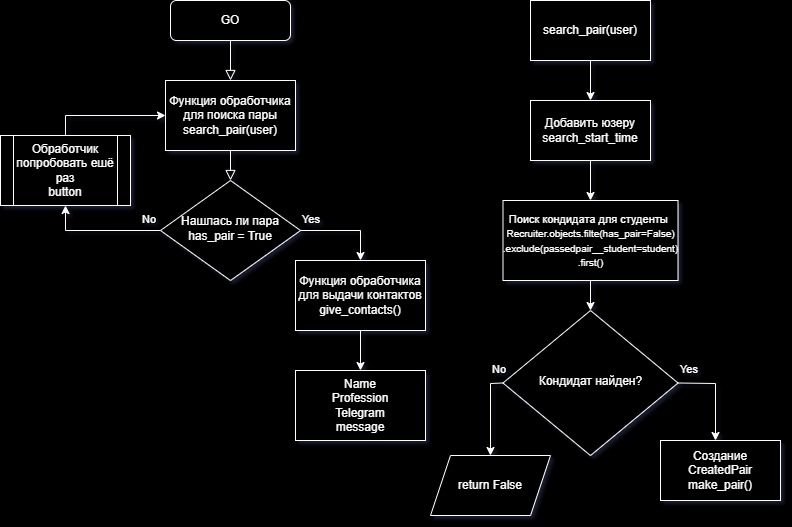 GO
Функция обработчика
для поиска пары
search_pair(user)
Обработчик
попробовать ешё
раз
button
No
Нашлась ли пара
has_pair = True
Yes
Функция обработчика
для выдачи контактов
give_contacts()
Name
Profession
Telegram
message
search_pair(user)
Добавить юзеру
search_start_time
Поиск кондидата для студенты
Recruiter.objects.filte(has_pair=False)
.exclude(passedpair__student=student)
.first()
No
Кондидат найден?
Yes
return False
Создание
CreatedPair
make_pair()